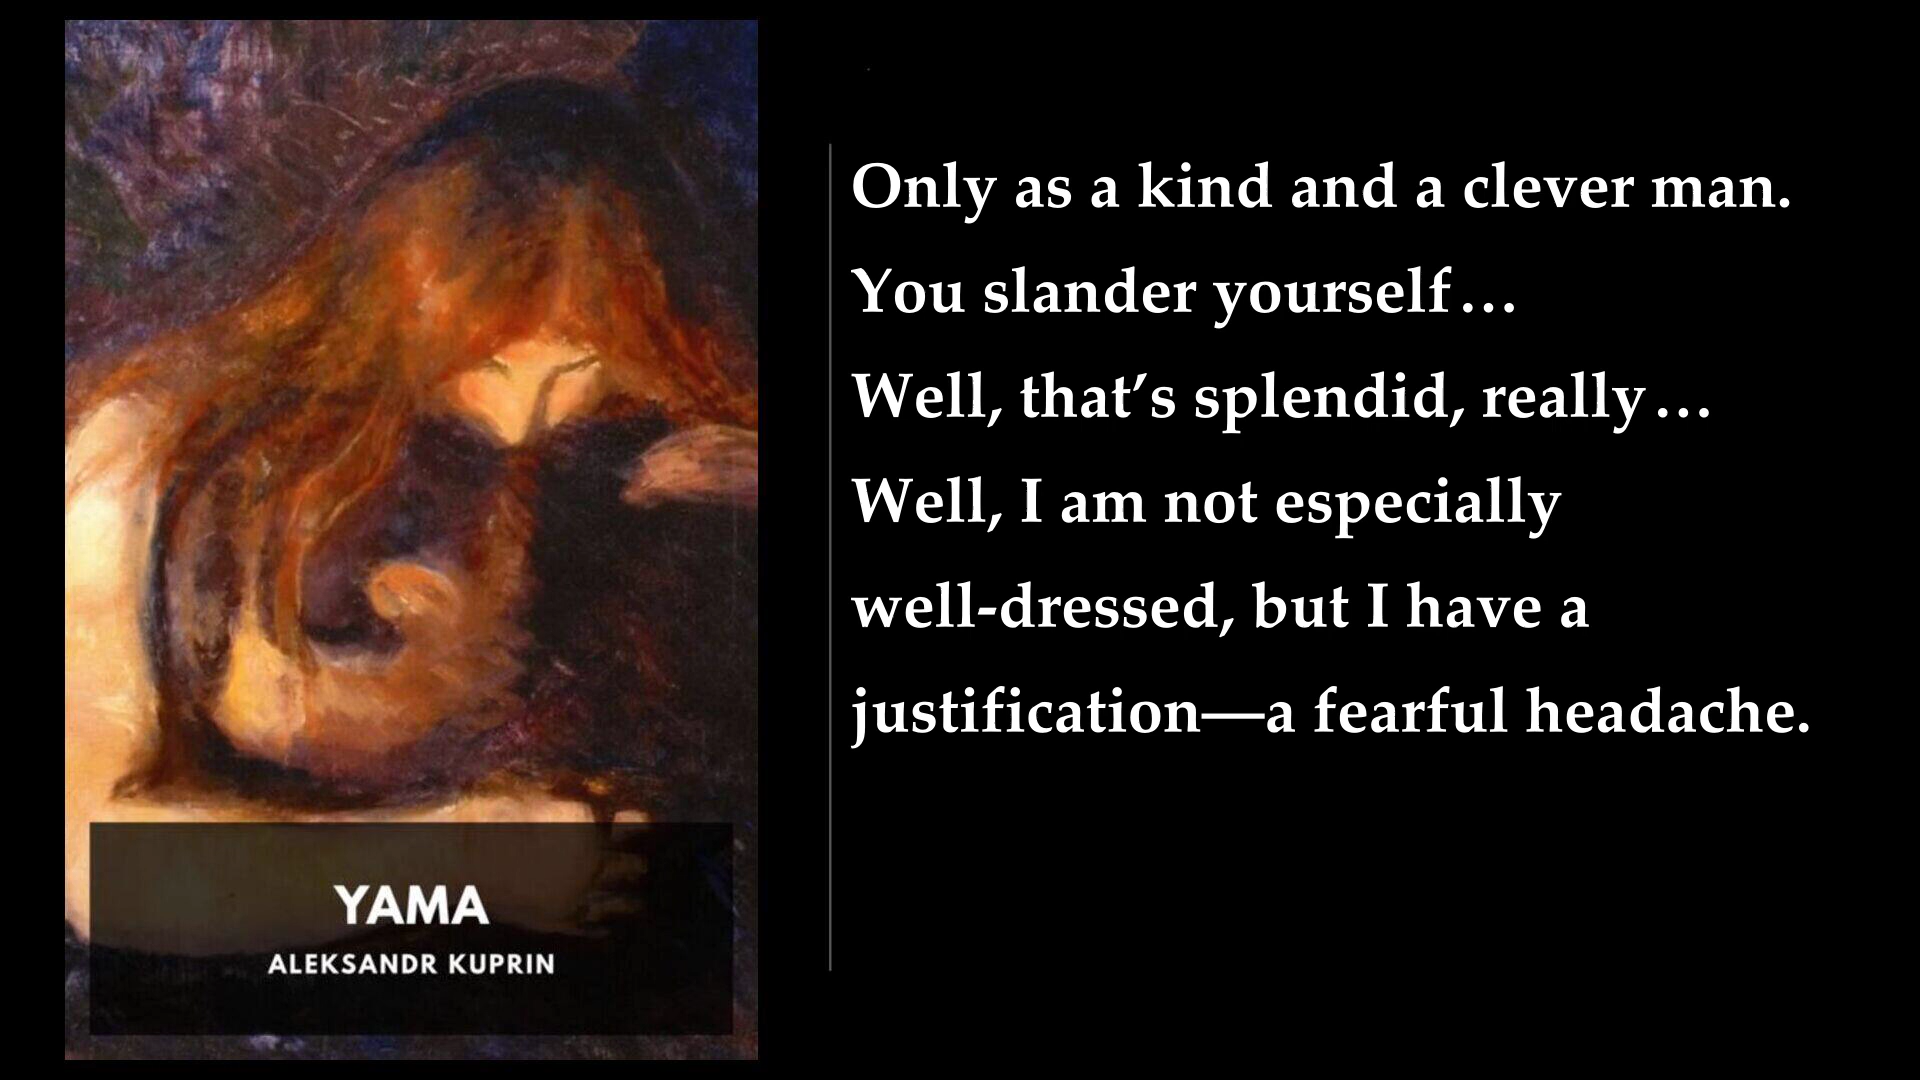 YAMA
ALEKSANDR KUPRIN
Only as a kind and a clever man.
You slander yourself…
Well, that’s splendid, really…
Well, I am not especially
well-dressed, but I have a
justification—a fearful headache.